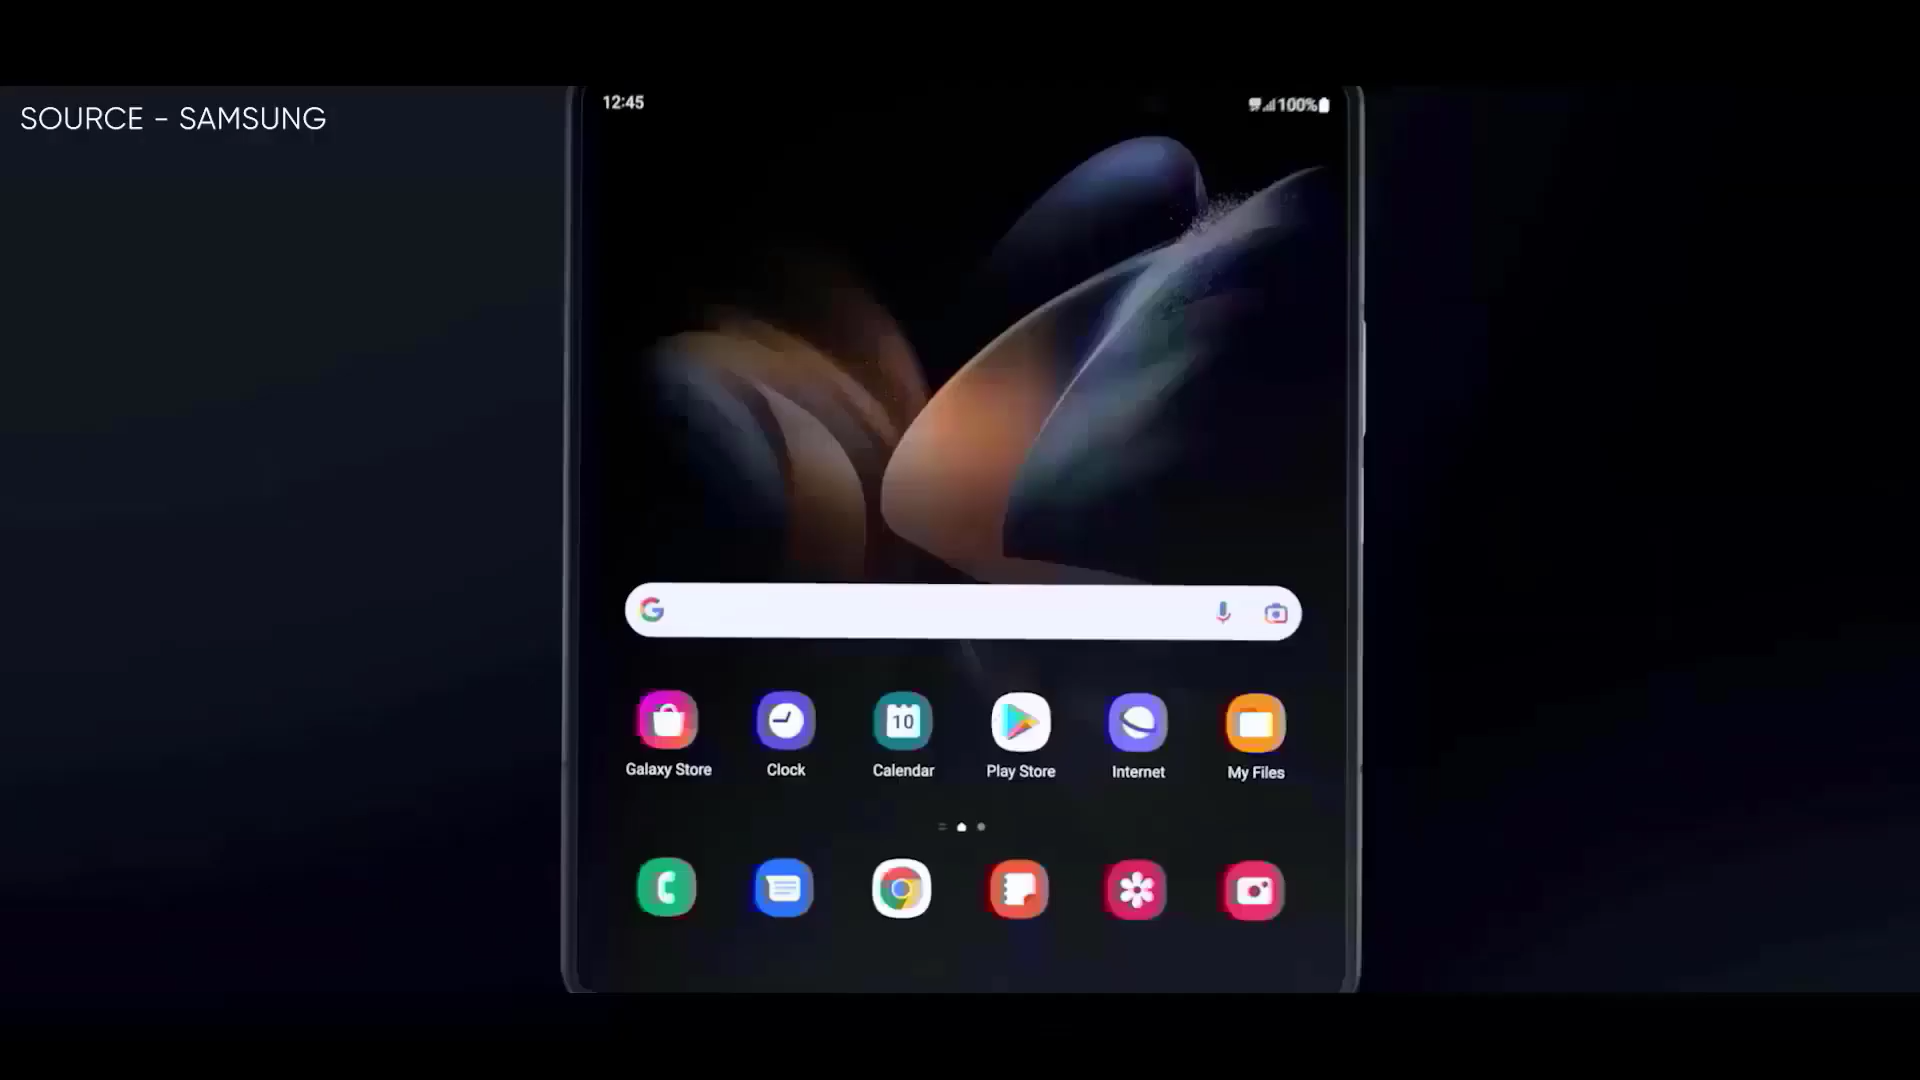 SOURCE - SAMSUNG
12:45
100%
Galaxy Store
Clock
Calendar
10
Play Store
Internet
My Files